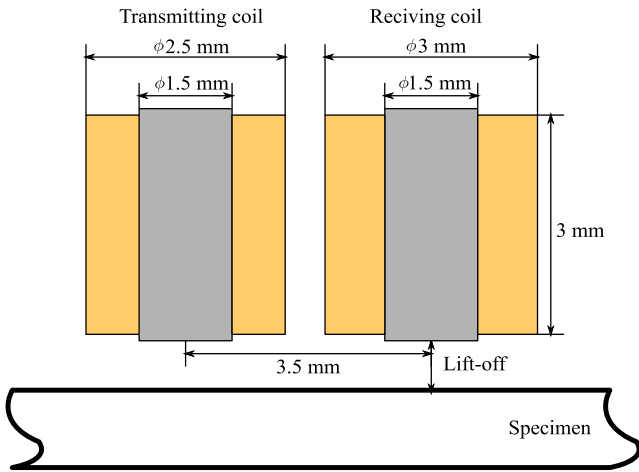 Transmitting coil
Reciving coil
ϕ2.5 mm
ϕ3 mm
ϕ1.5 mm
ϕ1.5 mm
3 mm
3.5 mm
Lift-off
Specimen